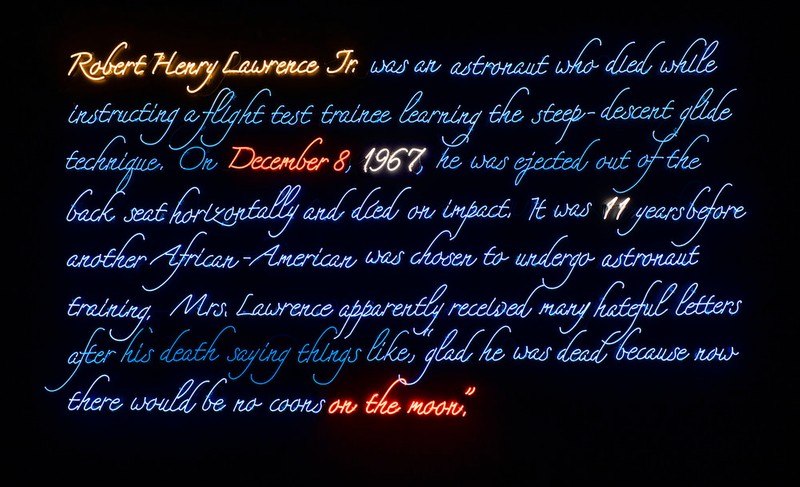 Robert Henry Lawrence Jr. was an astronaut who died while
instructing a flight test trainee learning the steep-descent glide
technique. On December 8, 1967, he was ejected out of the
back seat horizontally and died on impact. It was 11 years before
another African-American was chosen to undergo astronaut
training. Mrs. Lawrence apparently received many hateful letters
after his death saying things like, "glad he was dead because now
there would be no coons on the moon."